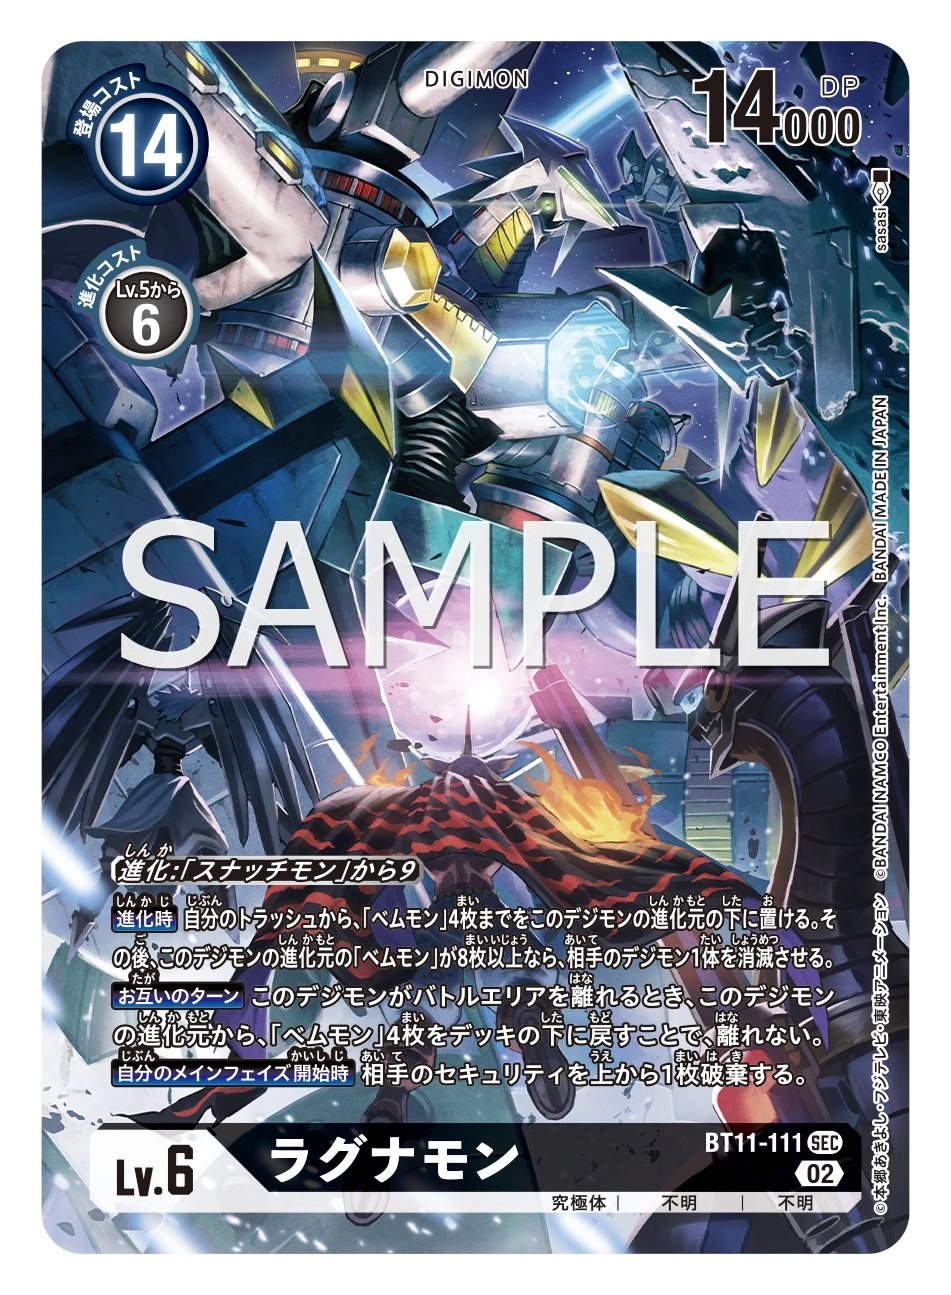 DIGIMON
登場コスト
14
14000
DP
進化コスト
Lv.5から
6
sasasi
SAMPLE
進化:「スナッチモン」から9
進化時 自分のトラッシュから、「ベムモン」4枚までをこのデジモンの進化元の下に置ける。そ
の後、このデジモンの進化元の「ベムモン」が8枚以上なら、相手のデジモン1体を消滅させる。
お互いのターン このデジモンがバトルエリアを離れるとき、このデジモン
の進化元から、「ベムモン」4枚をデッキの下に戻すことで、離れない。
自分のメインフェイズ開始時 相手のセキュリティを上から1枚破棄する。
Lv.6
ラグナモン
BT11-111 SEC
02
究極体 | 不明 | 不明
©本郷あきよし・フジテレビ・東映アニメーション ©BANDAI NAMCO Entertainment Inc. BANDAI MADE IN JAPAN